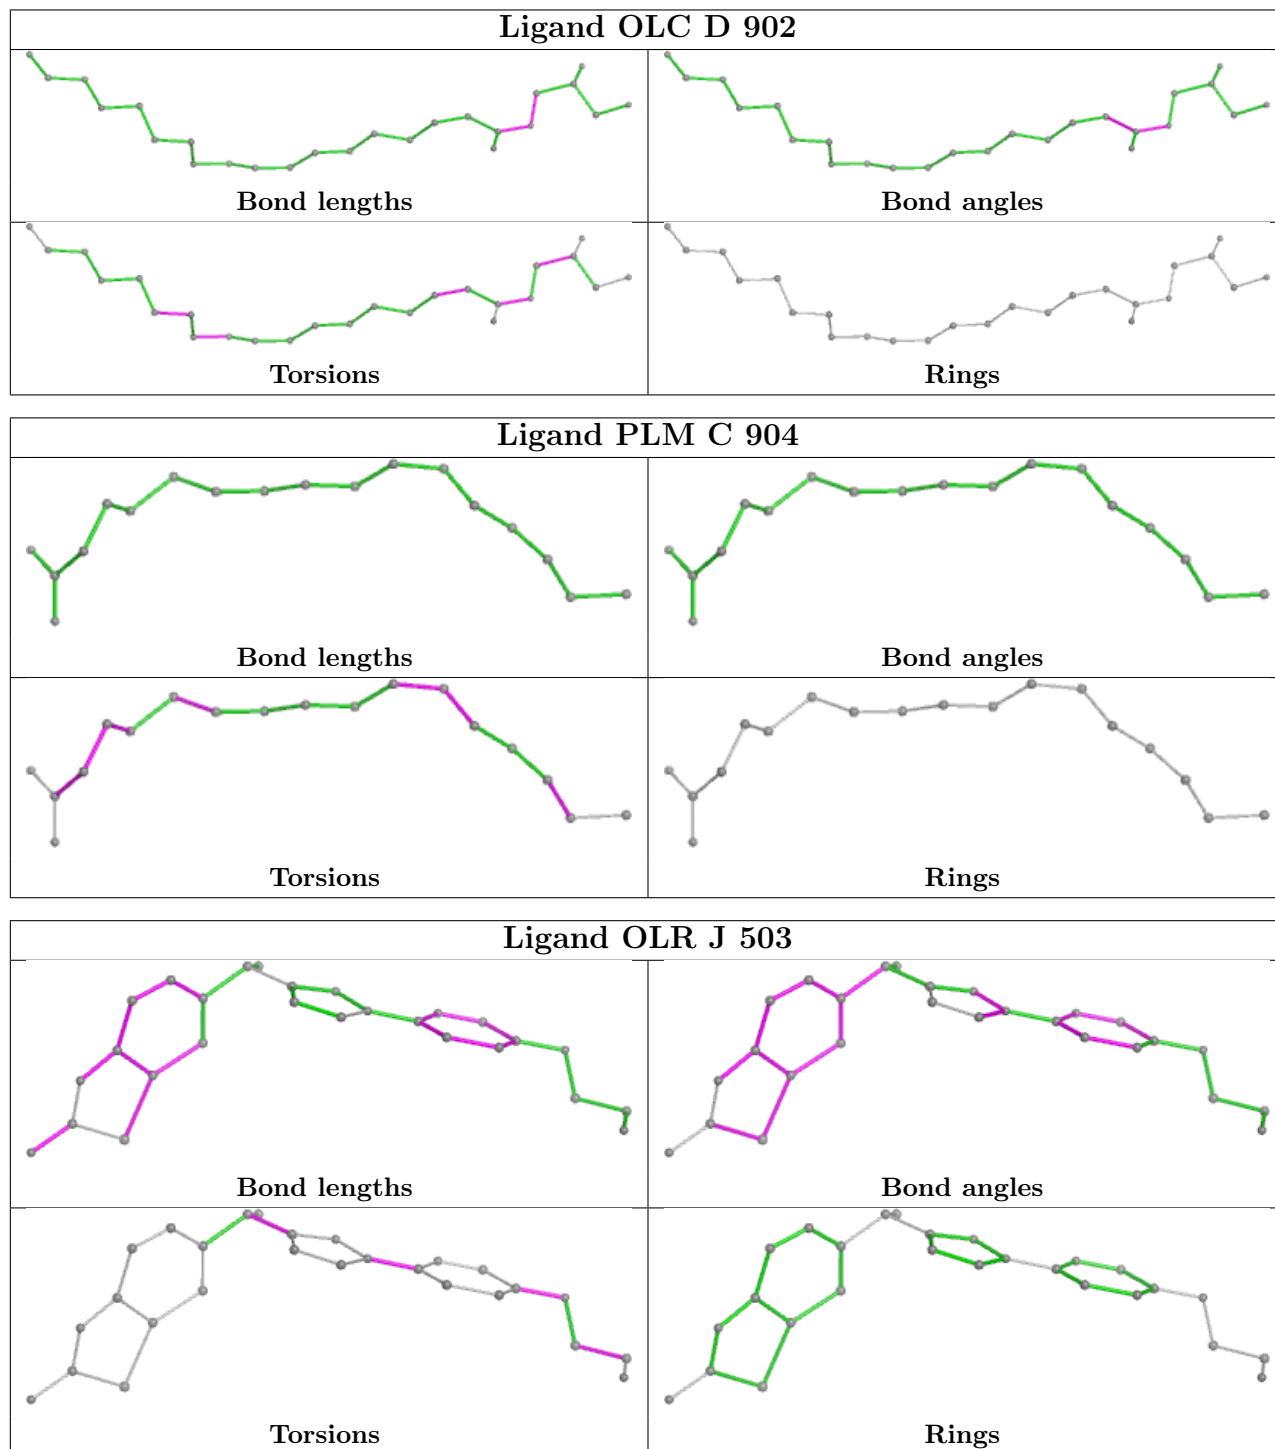 Ligand OLC D 902
Bond lengths
Bond angles
Torsions
Rings
Ligand PLM C 904
Bond lengths
Bond angles
Torsions
Rings
Ligand OLR J 503
Bond lengths
Bond angles
Torsions
Rings